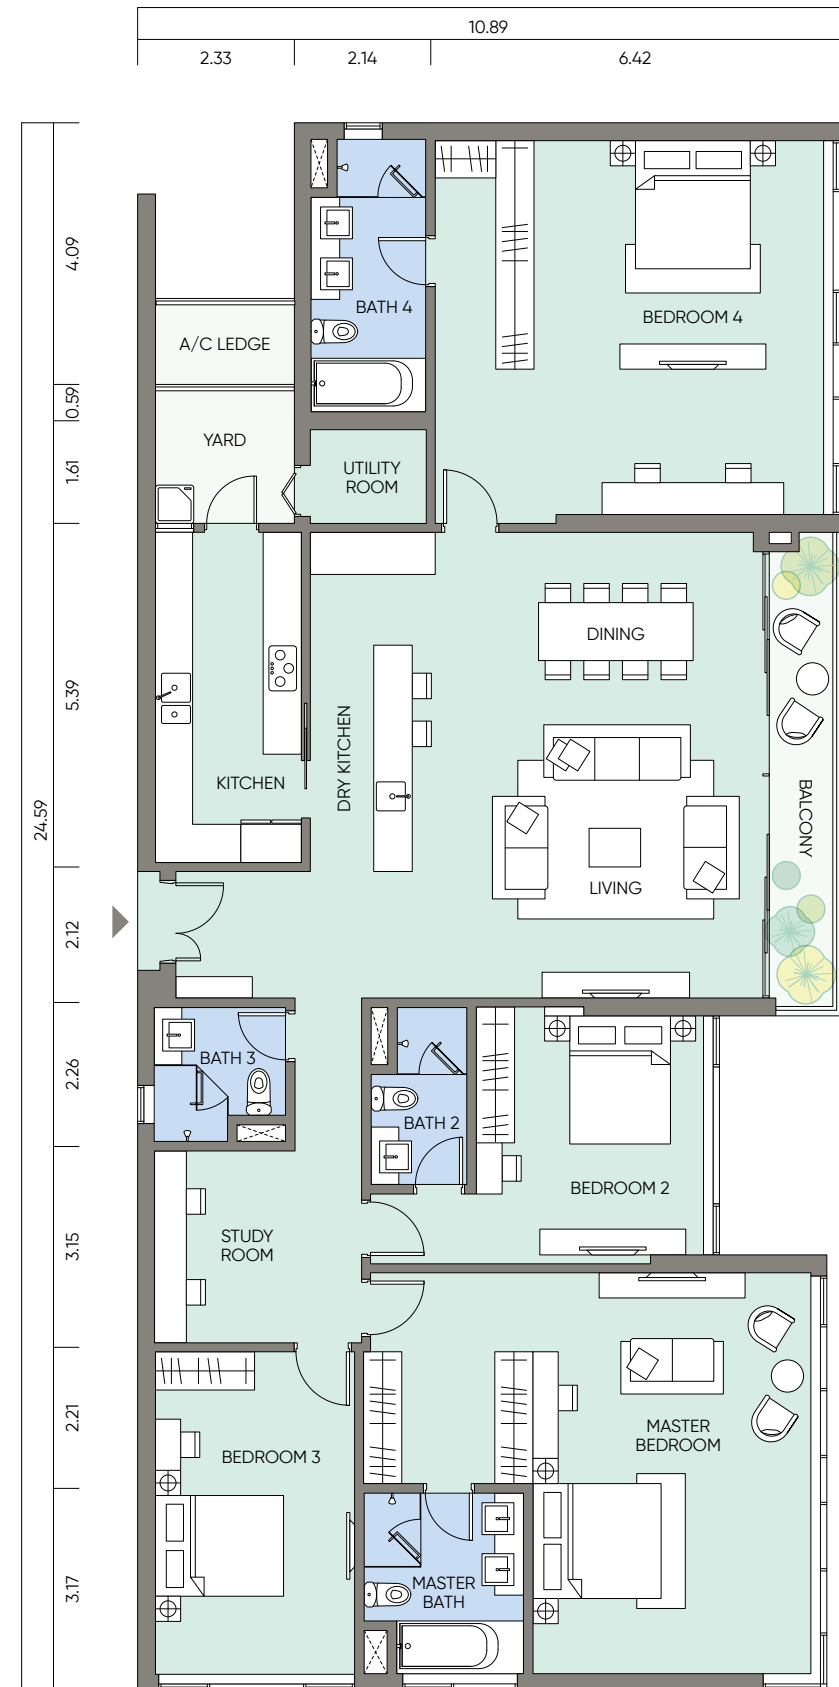 10.89
2.33
2.14
6.42
4.09
0.59
1.61
5.39
24.59
2.12
2.26
3.15
2.21
3.17
BATH 4
BEDROOM 4
A/C LEDGE
YARD
UTILITY
ROOM
DINING
DRY KITCHEN
KITCHEN
BALCONY
LIVING
BATH 3
BATH 2
BEDROOM 2
STUDY
ROOM
MASTER
BEDROOM
BEDROOM 3
MASTER
BATH